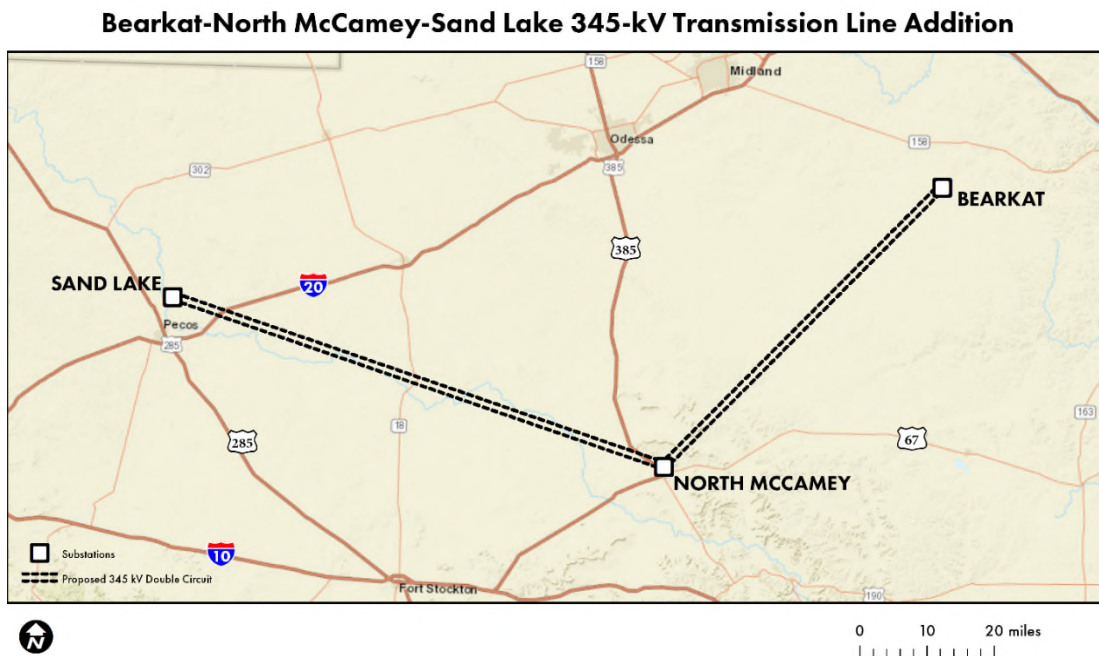 Bearkat-North McCamey-Sand Lake 345-kV Transmission Line Addition
158
Midland
Odessa
158
302
385
BEARKAT
385
SAND LAKE
20
Pecos
285
163
18
67
285
NORTH MCCAMEY
10
Substations
Proposed 345 kV Double Circuit
Fort Stockton
190
N
0 10 20 miles